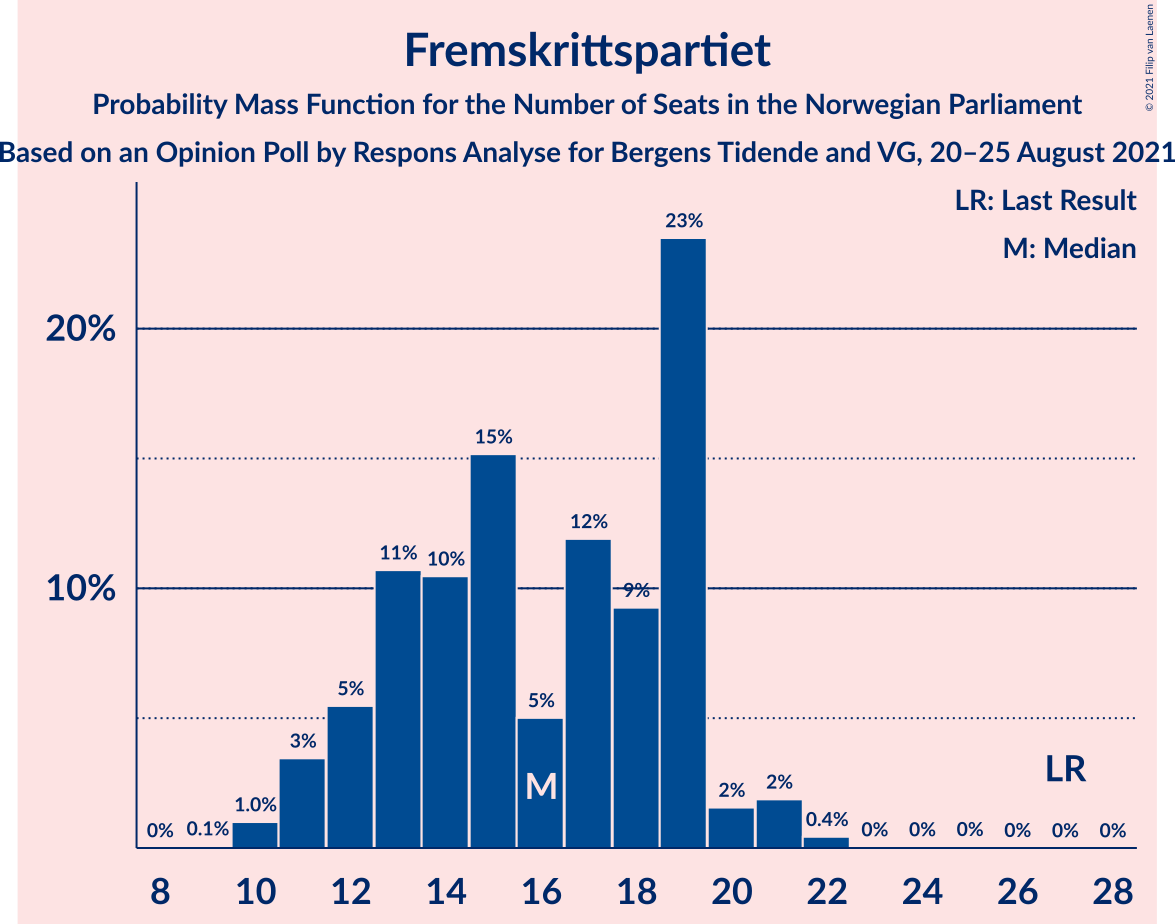 Fremskrittspartiet
Probability Mass Function for the Number of Seats in the Norwegian Parliament
Based on an Opinion Poll by Respons Analyse for Bergens Tidende and VG, 20–25 August 2021
© 2021 Filip van Laenen
LR: Last Result
M: Median
23%
20%
15%
12%
11%
10%
9%
10%
5%
5%
3%
M
LR
1.0%
2%
2%
0%
0.1%
0.4%
0%
0%
0%
0%
0%
0%
8 10 12 14 16 18 20 22 24 26 28